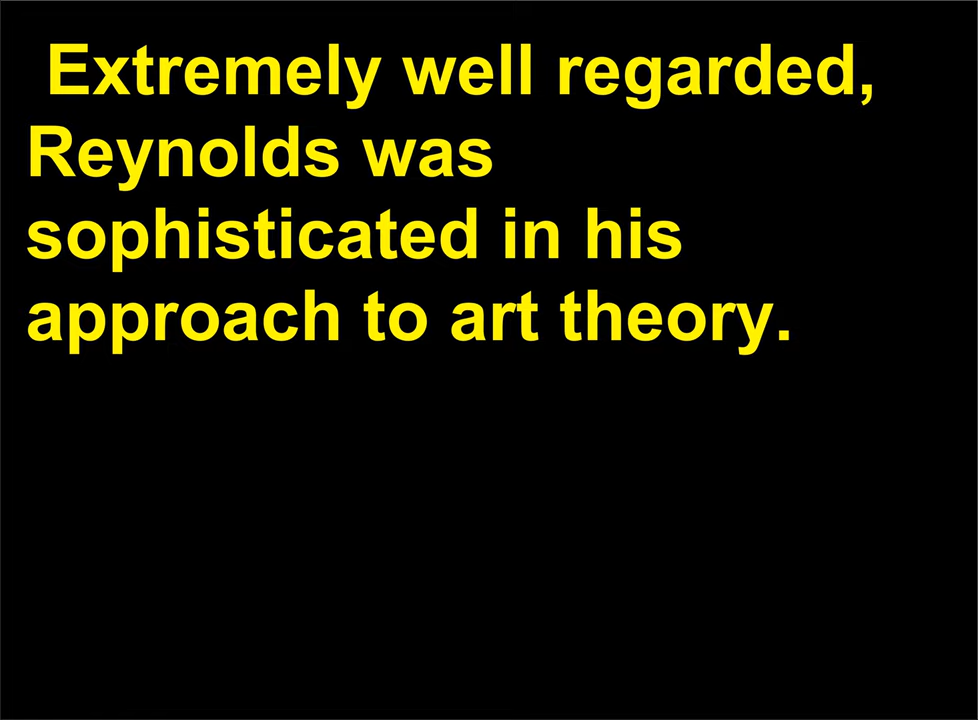 Extremely well regarded,
Reynolds was
sophisticated in his
approach to art theory.